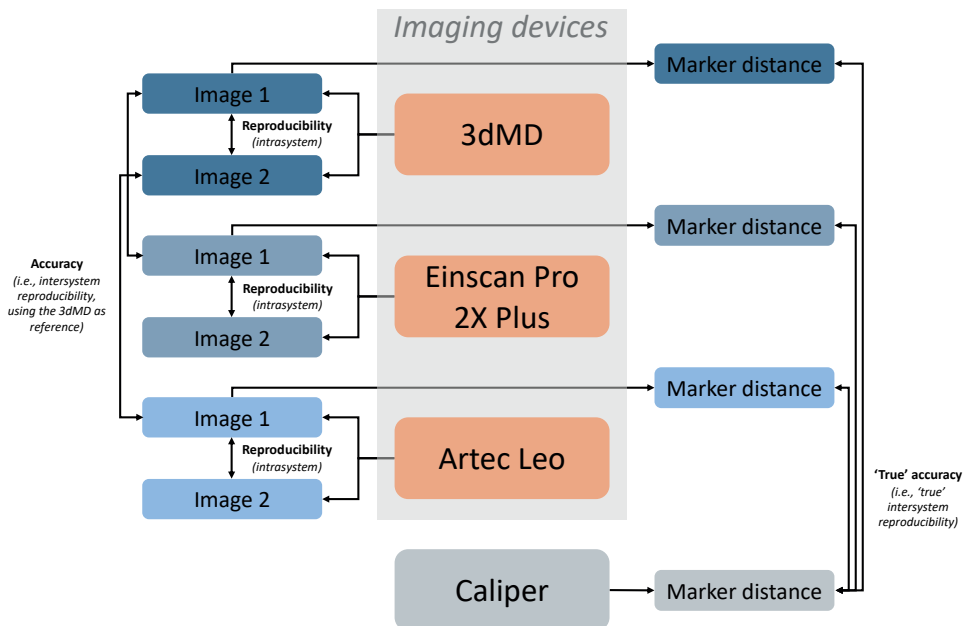 Imaging devices
Marker distance
Image 1
Reproducibility
(intrasystem)
3dMD
Image 2
Marker distance
Image 1
Accuracy
(i.e., intersystem
reproducibility,
using the 3dMD as
reference)
Reproducibility
(intrasystem)
Einscan Pro
2X Plus
Image 2
Marker distance
Image 1
Reproducibility
(intrasystem)
Artec Leo
Image 2
‘True’ accuracy
(i.e., ‘true’
intersystem
reproducibility)
Caliper
Marker distance